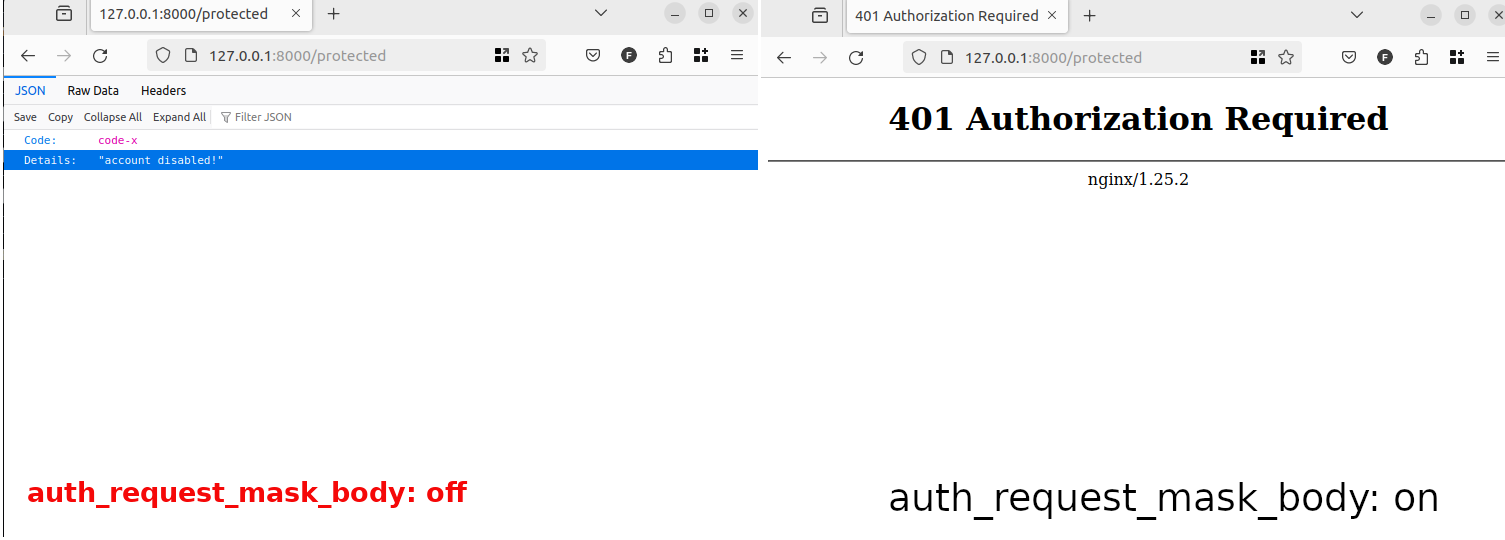 127.0.0.1:8000/protected
127.0.0.1:8000/protected
F
JSON Raw Data Headers
Save Copy Collapse All Expand All Filter JSON
Code: code-x
Details: "account disabled!"
auth_request_mask_body: off
401 Authorization Required
127.0.0.1:8000/protected
F
401 Authorization Required
nginx/1.25.2
auth_request_mask_body: on